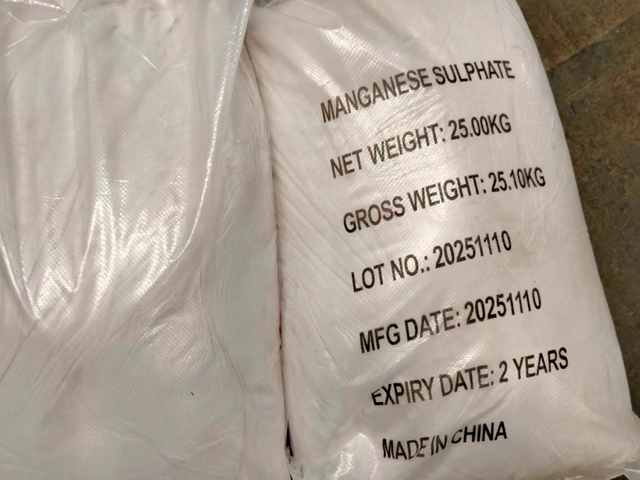 MANGANESE SULPHATE
NET WEIGHT: 25.00KG
GROSS WEIGHT: 25.10KG
LOT NO.: 20251110
MFG DATE: 20251110
EXPIRY DATE: 2 YEARS
MADE IN CHINA